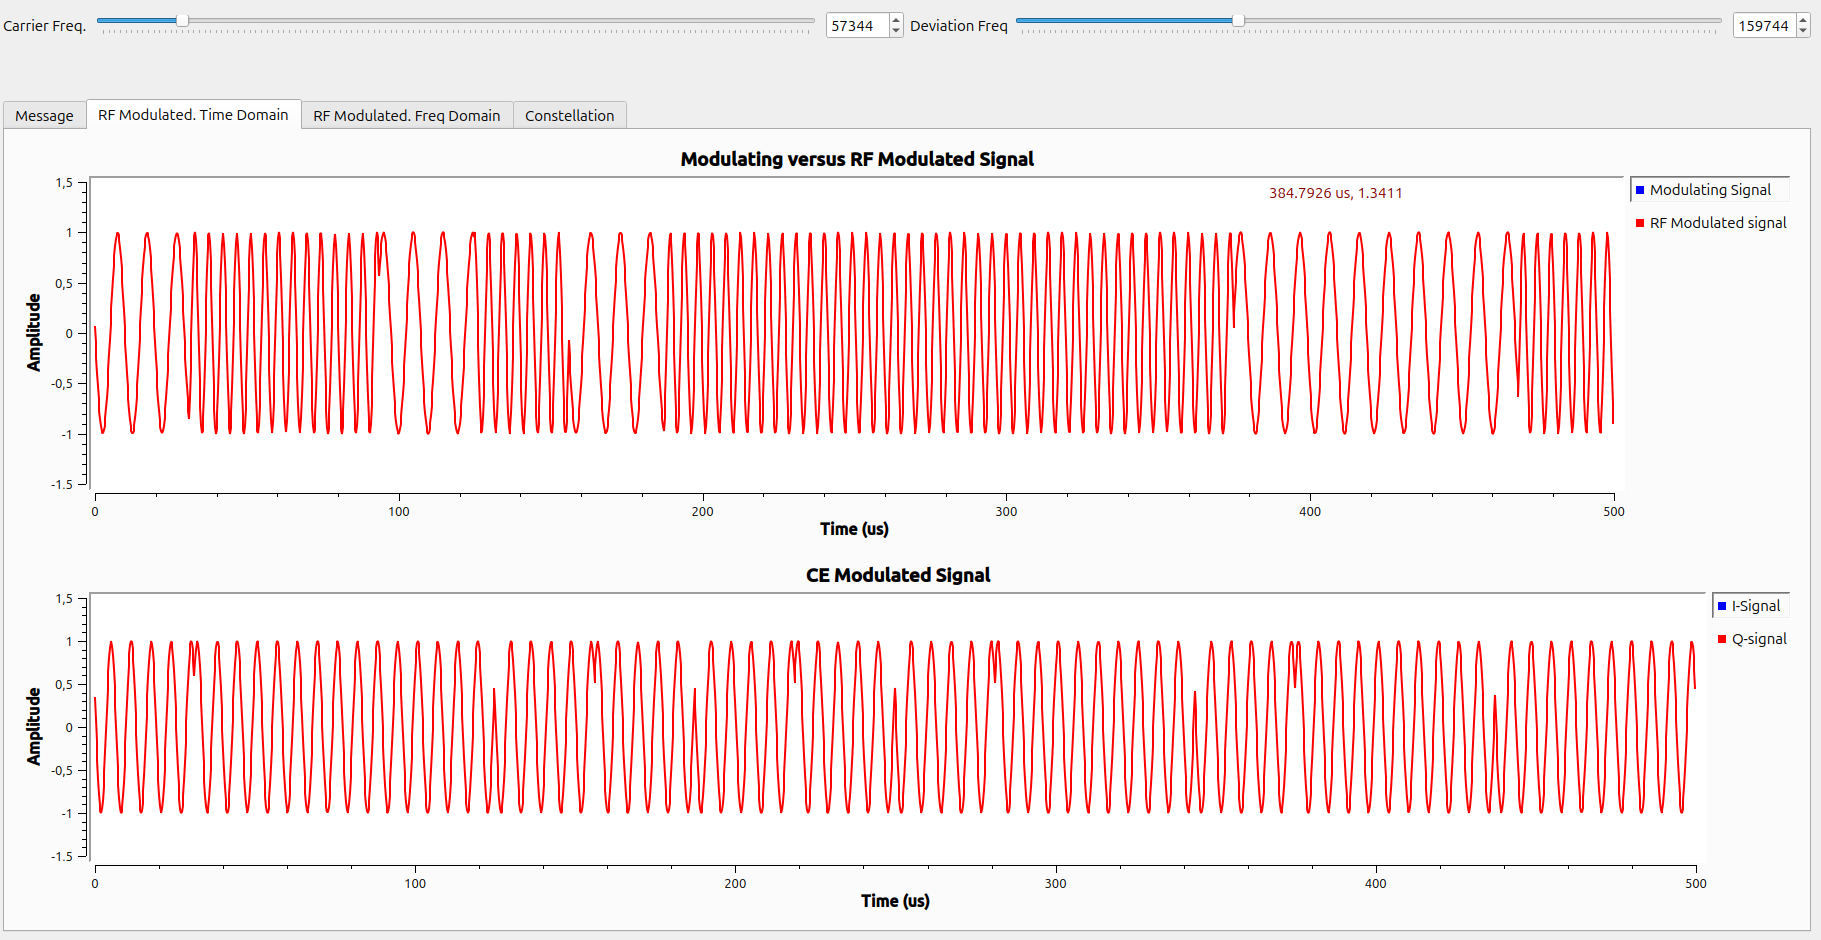 Carrier Freq. 57344 Deviation Freq 159744
Message RF Modulated. Time Domain RF Modulated. Freq Domain Constellation
Modulating versus RF Modulated Signal
384.7926 us, 1.3411
Modulating Signal
RF Modulated signal
Amplitude
1,5
1
0,5
0
-0,5
-1
-1.5
0 100 200 300 400 500
Time (us)
CE Modulated Signal
I-Signal
Q-signal
Amplitude
1,5
1
0,5
0
-0,5
-1
-1.5
0 100 200 300 400 500
Time (us)